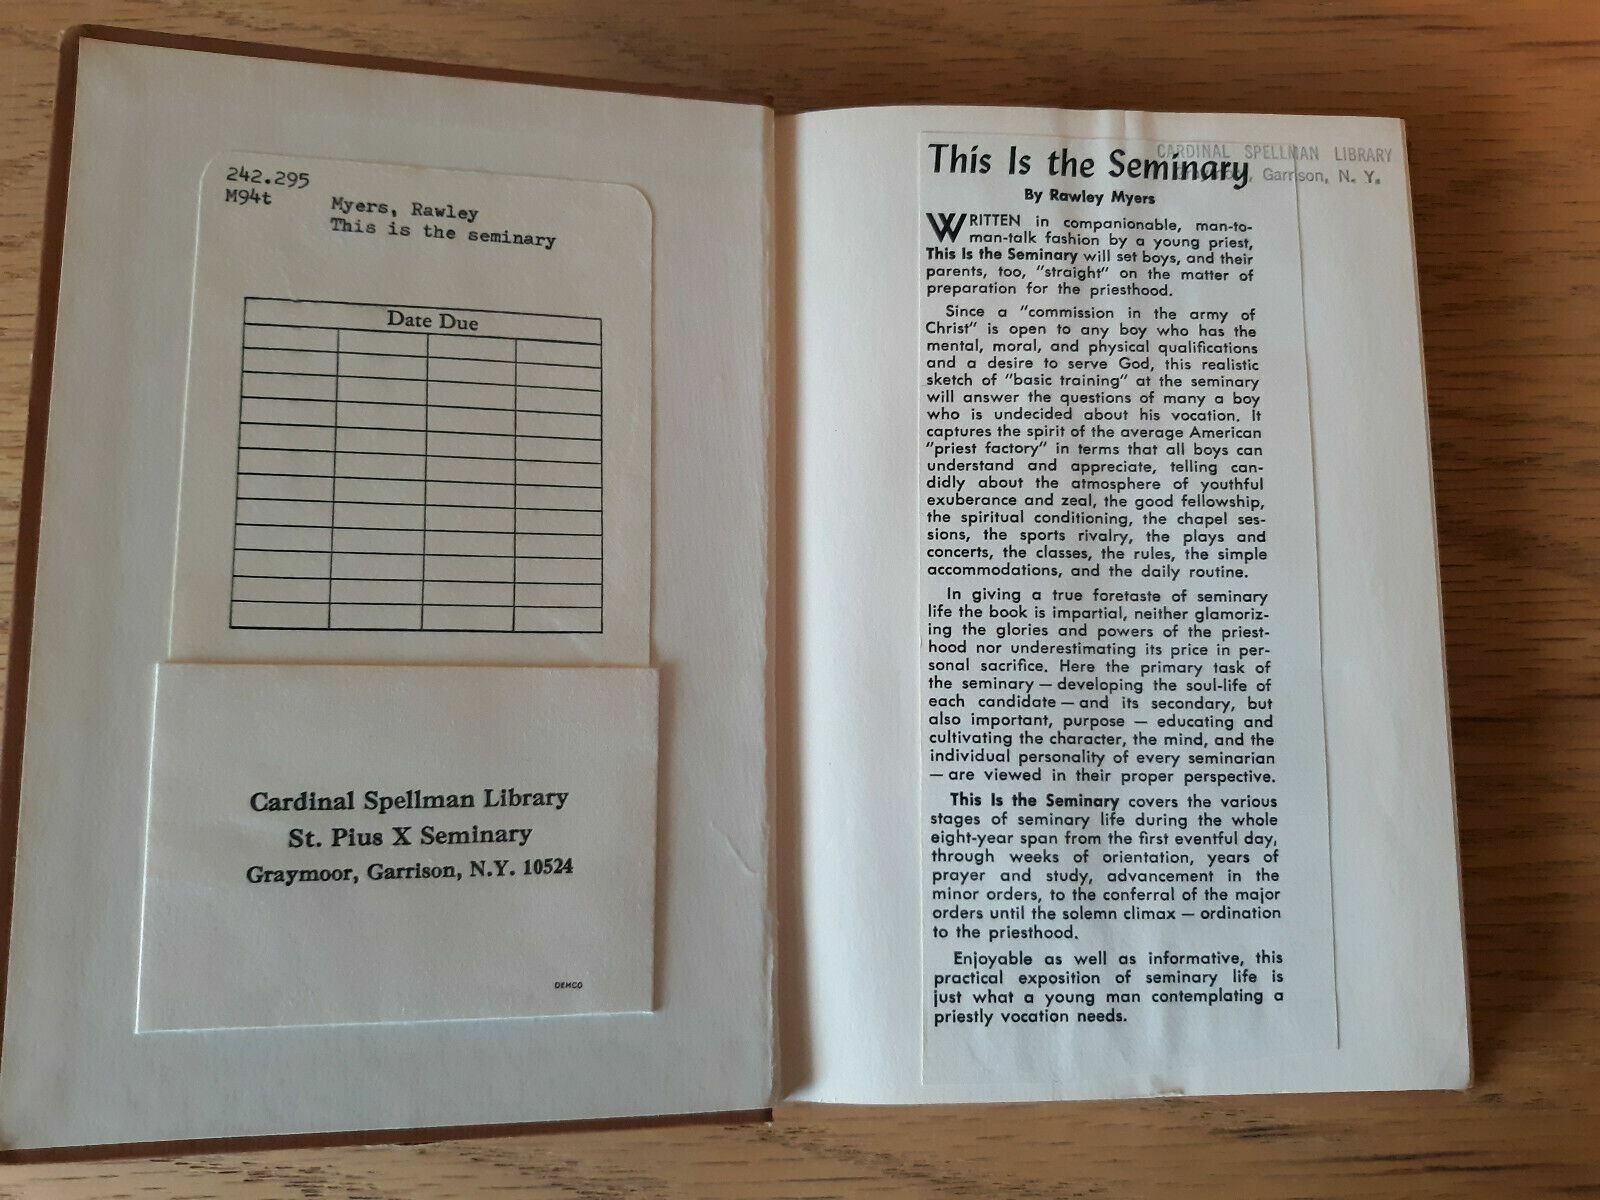 242.295
M94t
Myers, Rawley
This is the seminary
Date Due
Cardinal Spellman Library
St. Pius X Seminary
Graymoor, Garrison, N.Y. 10524
DEMCO
CARDINAL SPELLMAN LIBRARY
Garrison, N. Y.
This Is the Seminary
By Rawley Myers
WRITTEN in companionable, man-to-
man-talk fashion by a young priest,
This Is the Seminary will set boys, and their
parents, too, "straight" on the matter of
preparation for the priesthood.
Since a "commission in the army of
Christ" is open to any boy who has the
mental, moral, and physical qualifications
and a desire to serve God, this realistic
sketch of "basic training" at the seminary
will answer the questions of many a boy
who is undecided about his vocation. It
captures the spirit of the average American
"priest factory" in terms that all boys can
understand and appreciate, telling can-
didly about the atmosphere of youthful
exuberance and zeal, the good fellowship,
the spiritual conditioning, the chapel ses-
sions, the sports rivalry, the plays and
concerts, the classes, the rules, the simple
accommodations, and the daily routine.
In giving a true foretaste of seminary
life the book is impartial, neither glamoriz-
ing the glories and powers of the priest-
hood nor underestimating its price in per-
sonal sacrifice. Here the primary task of
the seminary — developing the soul-life of
each candidate — and its secondary, but
also important, purpose — educating and
cultivating the character, the mind, and the
individual personality of every seminarian
— are viewed in their proper perspective.
This Is the Seminary covers the various
stages of seminary life during the whole
eight-year span from the first eventful day,
through weeks of orientation, years of
prayer and study, advancement in the
minor orders, to the conferral of the major
orders until the solemn climax — ordination
to the priesthood.
Enjoyable as well as informative, this
practical exposition of seminary life is
just what a young man contemplating a
priestly vocation needs.